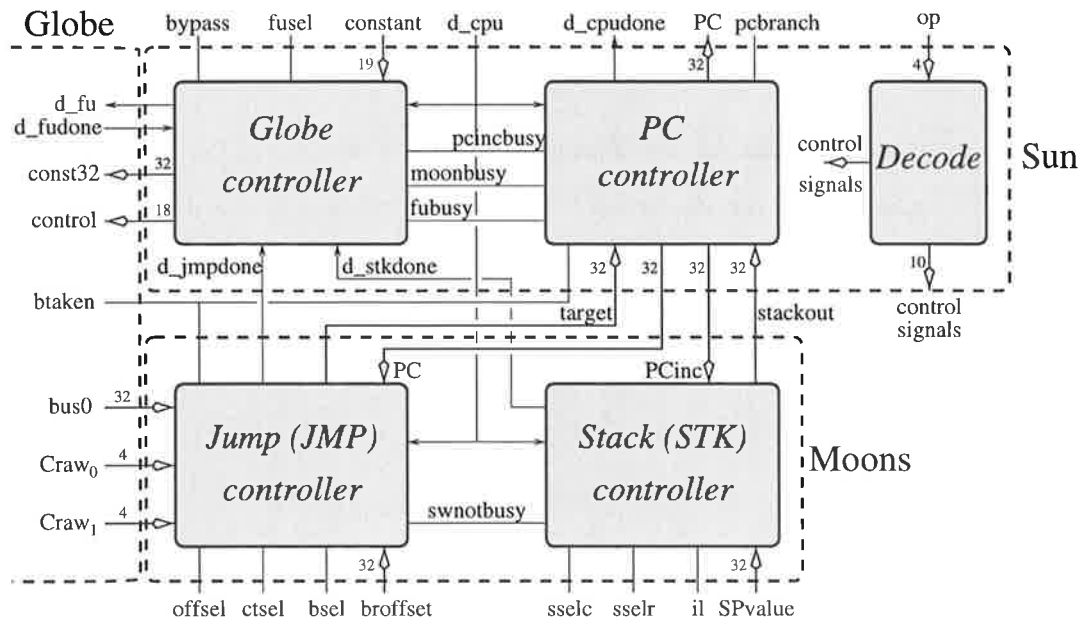 Globe
bypass fusel constant d_cpu d_cpudone PC pcbranch op
19 32 4
d_fu
d_fudone
const32 32
control 18
Globe
controller
pcincbusy
moonbusy
fubusy
PC
controller
control
signals
Decode
Sun
d_jmpdone d_stkdone 32 32 32 32 10
btaken target stackout control
signals
PC PCinc
bus0 32
Craw0 4
Craw1 4
Jump (JMP)
controller
swnotbusy
Stack (STK)
controller
Moons
32 32
offsel ctsel bsel broffset sselc sselr il SPvalue